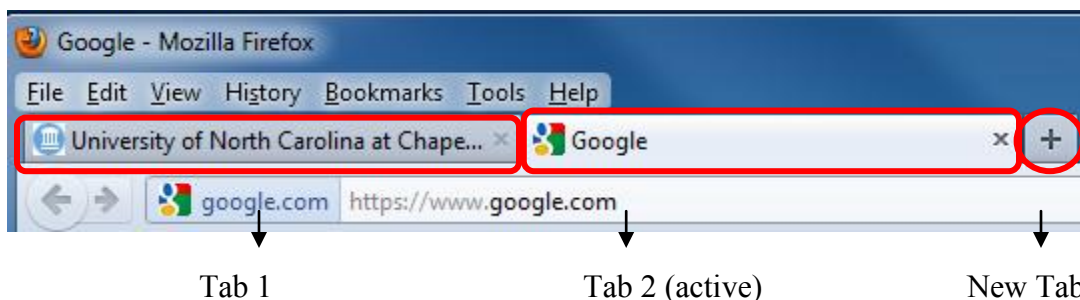 Google - Mozilla Firefox
File Edit View History Bookmarks Tools Help
University of North Carolina at Chape... × Google × +
google.com https://www.google.com
Tab 1 Tab 2 (active) New Tab